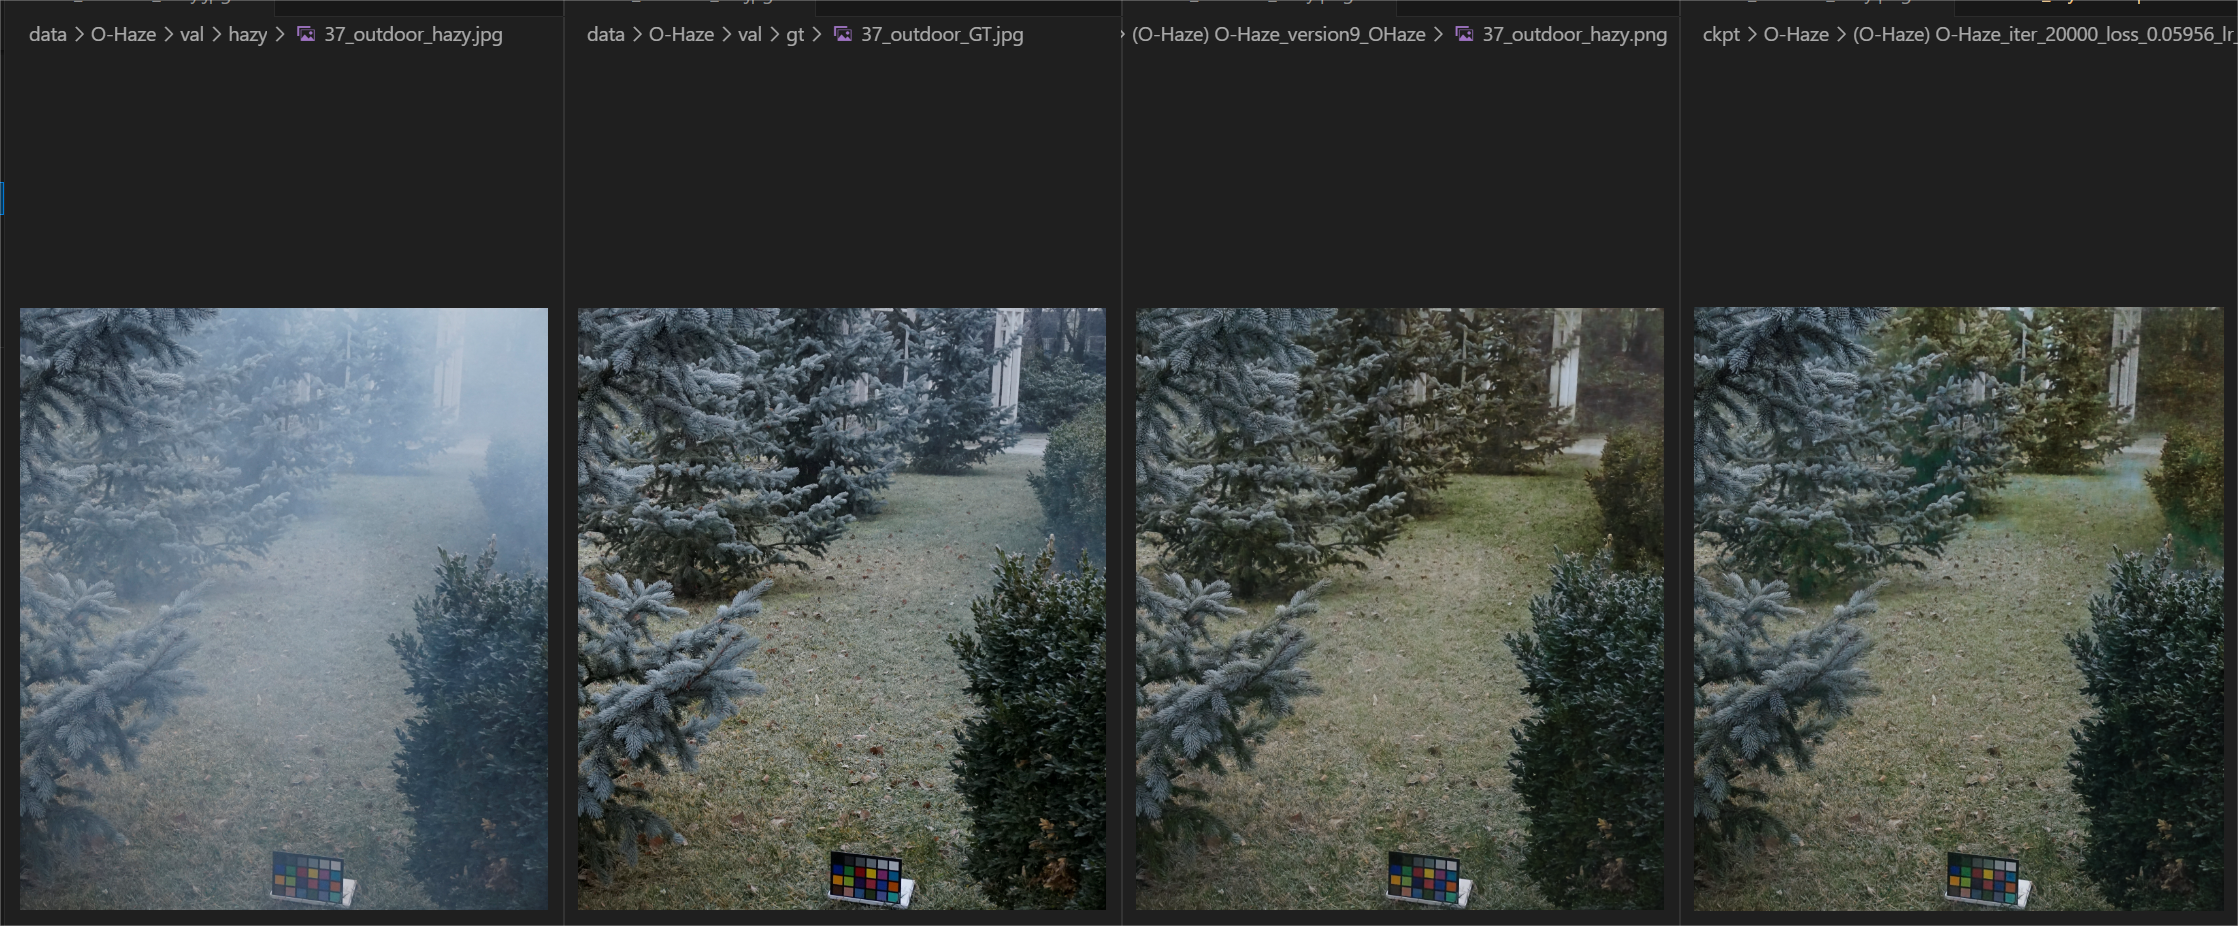 data > O-Haze > val > hazy > 37_outdoor_hazy.jpg
data > O-Haze > val > gt > 37_outdoor_GT.jpg
> (O-Haze) O-Haze_version9_OHaze > 37_outdoor_hazy.png
ckpt > O-Haze > (O-Haze) O-Haze_iter_20000_loss_0.05956_lr_